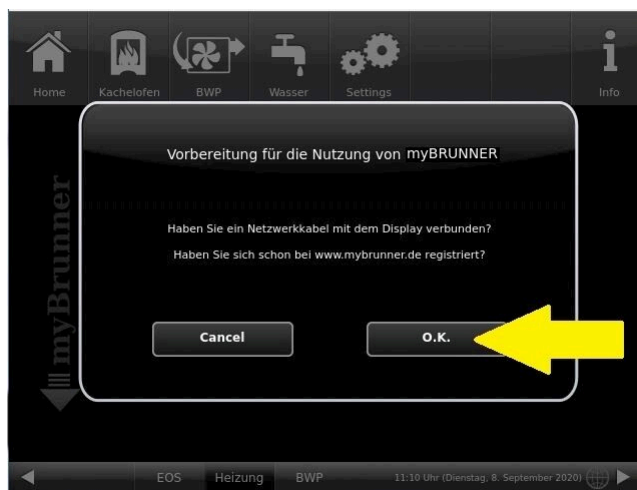 Home Kachelofen BWP Wasser Settings Info
myBrunner
Vorbereitung für die Nutzung von myBRUNNER
Haben Sie ein Netzwerkkabel mit dem Display verbunden?
Haben Sie sich schon bei www.mybrunner.de registriert?
Cancel O.K.
EOS Heizung BWP 11:10 Uhr (Dienstag, 8. September 2020)